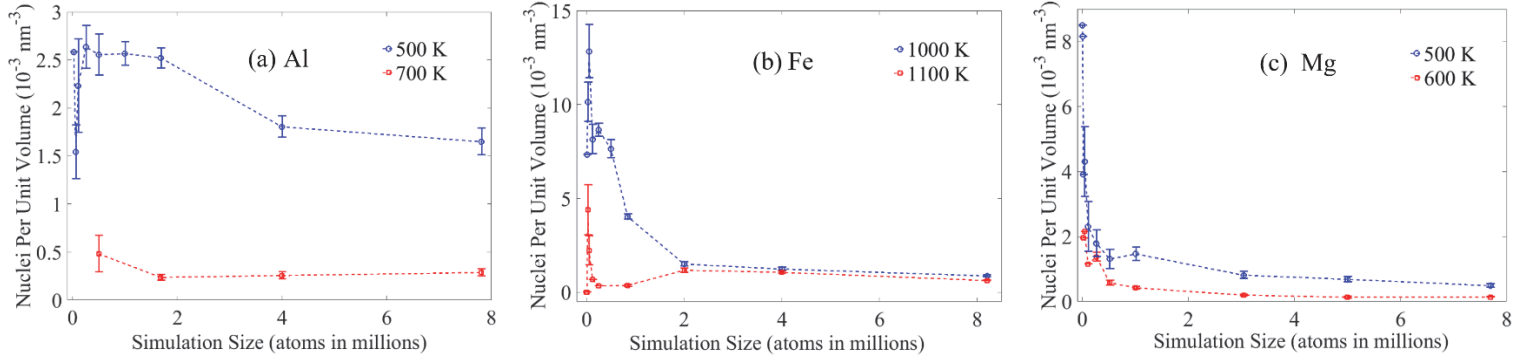 (a) Al
500 K
700 K
Nuclei Per Unit Volume (10⁻³ nm⁻³)
3
2.5
2
1.5
1
0.5
0
0
2
4
6
8
Simulation Size (atoms in millions)
(b) Fe
1000 K
1100 K
Nuclei Per Unit Volume (10⁻³ nm⁻³)
15
10
5
0
0
2
4
6
8
Simulation Size (atoms in millions)
(c) Mg
500 K
600 K
Nuclei Per Unit Volume (10⁻³ nm⁻³)
8
6
4
2
0
0
2
4
6
8
Simulation Size (atoms in millions)